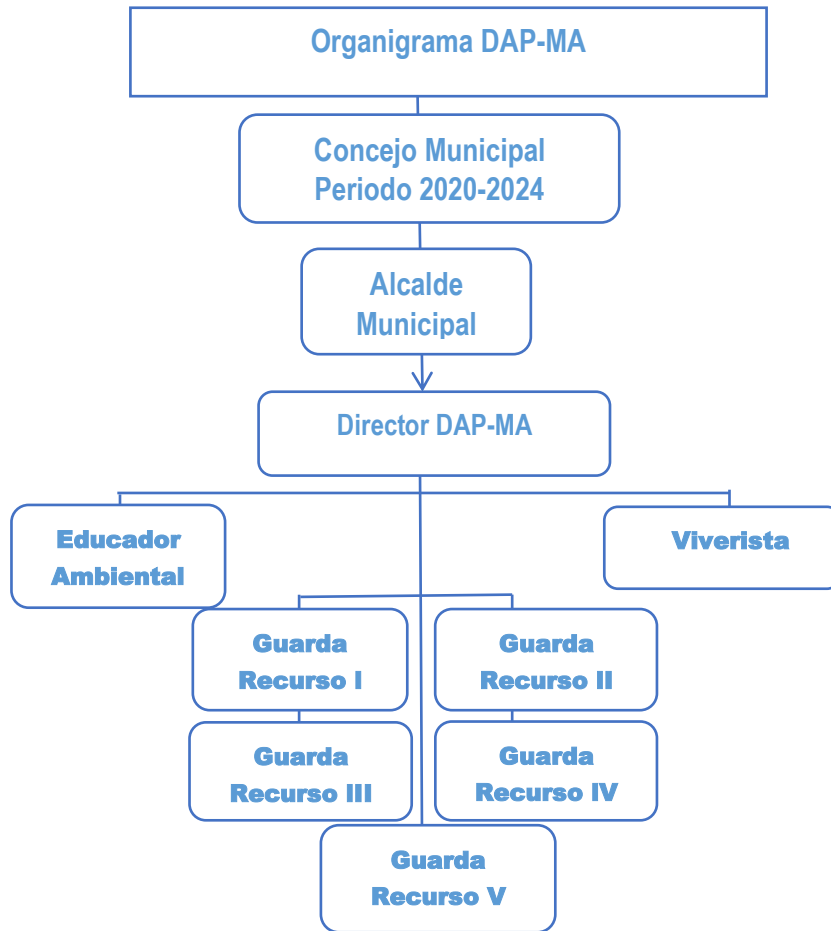 Organigrama DAP-MA
Concejo Municipal
Periodo 2020-2024
Alcalde
Municipal
Director DAP-MA
Educador
Ambiental
Viverista
Guarda
Recurso I
Guarda
Recurso II
Guarda
Recurso III
Guarda
Recurso IV
Guarda
Recurso V